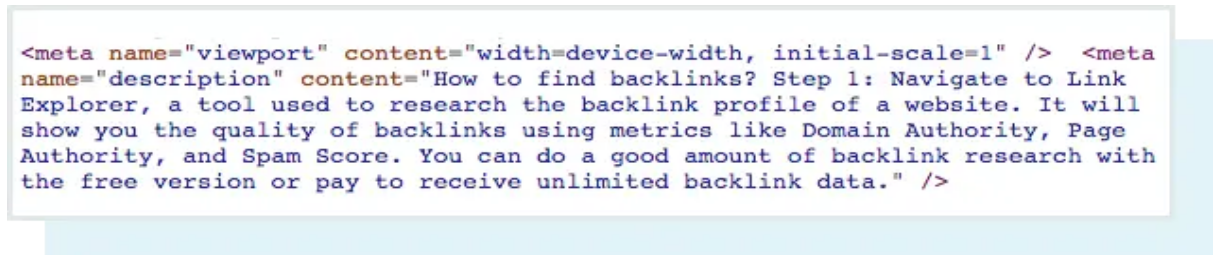 <meta name="viewport" content="width=device-width, initial-scale=1" />  <meta
name="description" content="How to find backlinks? Step 1: Navigate to Link
Explorer, a tool used to research the backlink profile of a website. It will
show you the quality of backlinks using metrics like Domain Authority, Page
Authority, and Spam Score. You can do a good amount of backlink research with
the free version or pay to receive unlimited backlink data." />